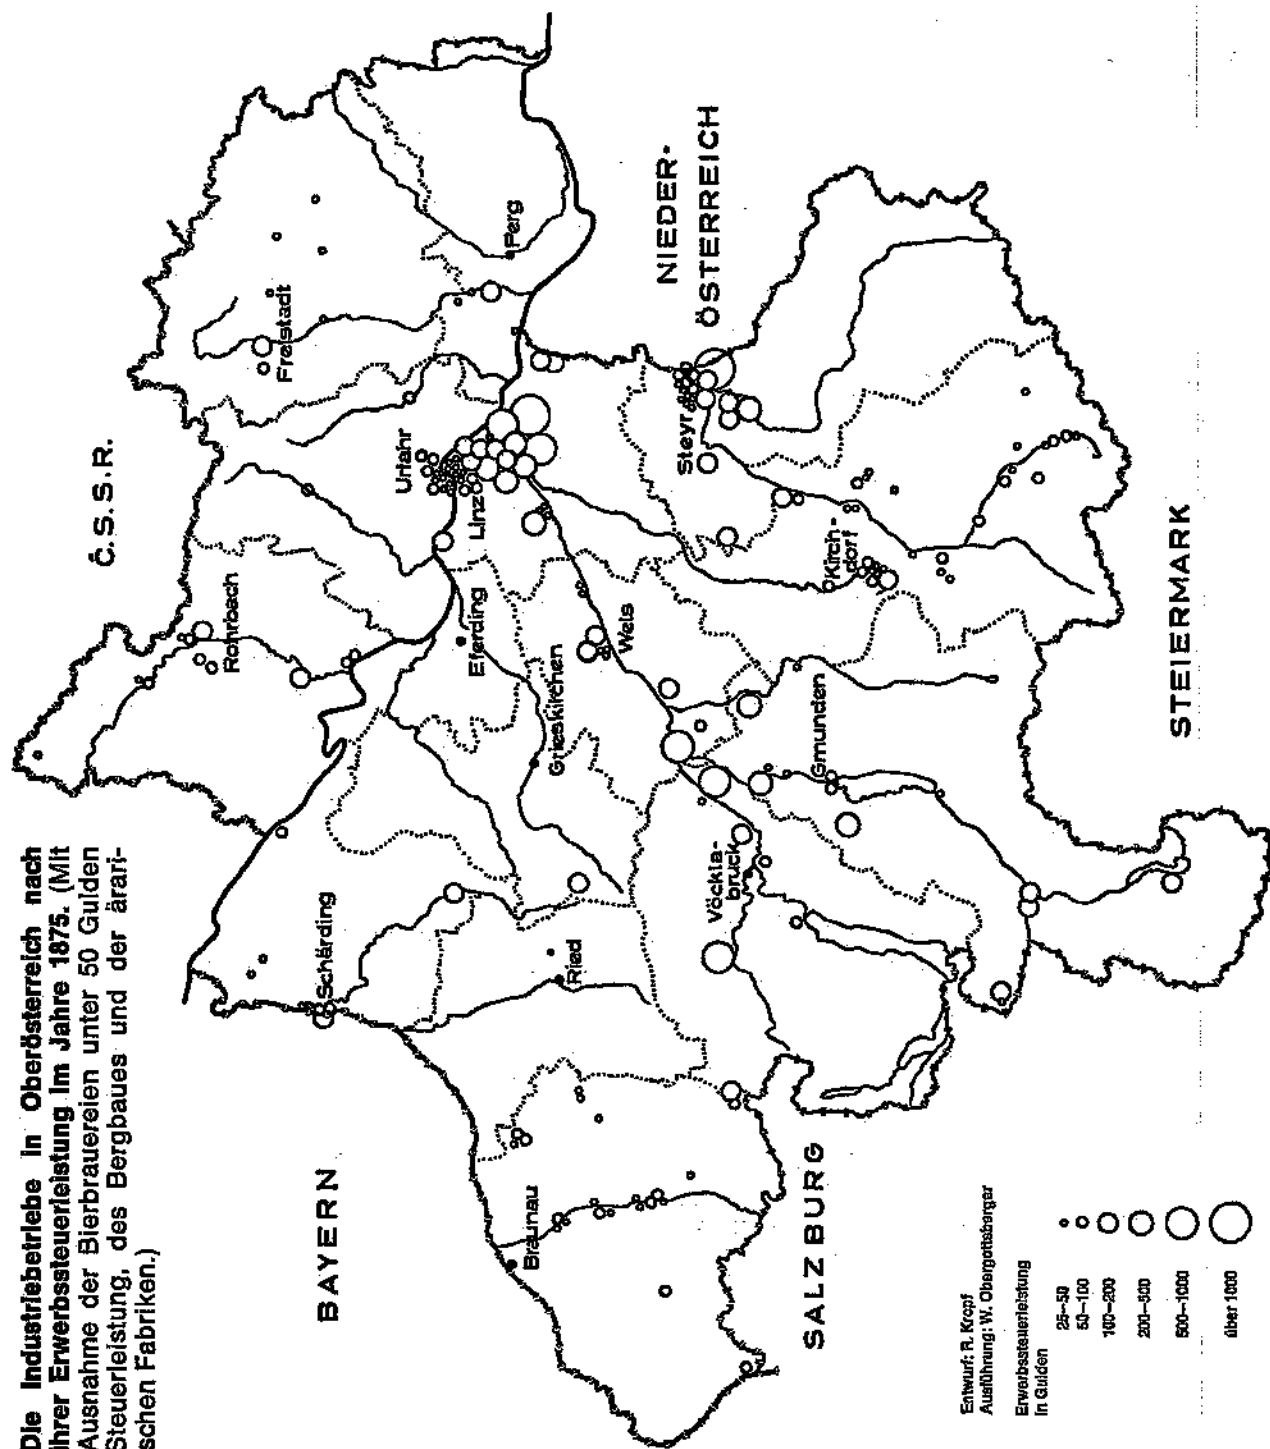 Die Industriebetriebe in Oberösterreich nach
ihrer Erwerbssteuerleistung im Jahre 1875. (Mit
Ausnahme der Bierbrauereien unter 50 Gulden
Steuerleistung, des Bergbaues und der ärari-
schen Fabriken.)
Č.S.S.R.
BAYERN
NIEDER-
ÖSTERREICH
SALZBURG
STEIERMARK
Rohrbach
Freistadt
Urfahr
Linz
Perg
Schärding
Eferding
Grieskirchen
Wels
Steyr
Ried
Braunau
Vöckla-
bruck
Gmunden
Kirch-
dorf
Entwurf: R. Kropf
Ausführung: W. Obergottsberger
Erwerbssteuerleistung
in Gulden
25–50
50–100
100–200
200–500
500–1000
über 1000